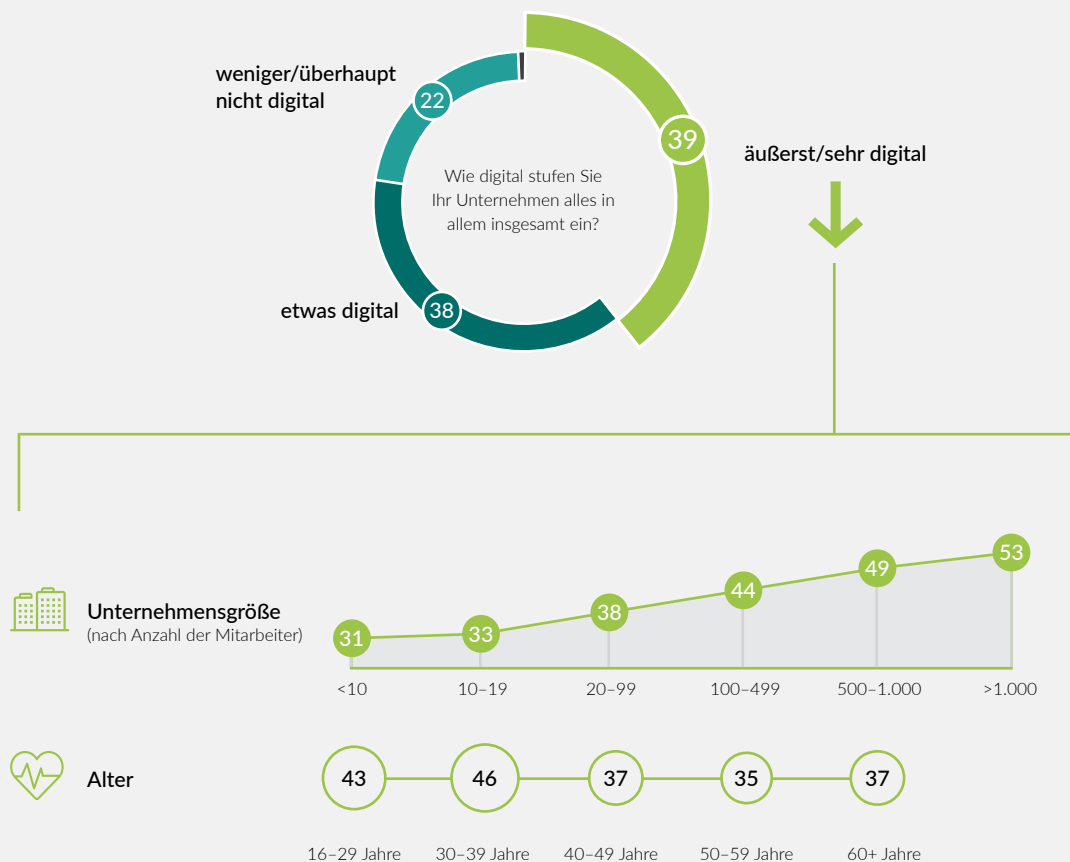 weniger/überhaupt
nicht digital
22
39
äußerst/sehr digital
Wie digital stufen Sie
Ihr Unternehmen alles in
allem insgesamt ein?
etwas digital
38
Unternehmensgröße
(nach Anzahl der Mitarbeiter)
31 33 38 44 49 53
<10 10–19 20–99 100–499 500–1.000 >1.000
Alter
43 46 37 35 37
16–29 Jahre 30–39 Jahre 40–49 Jahre 50–59 Jahre 60+ Jahre